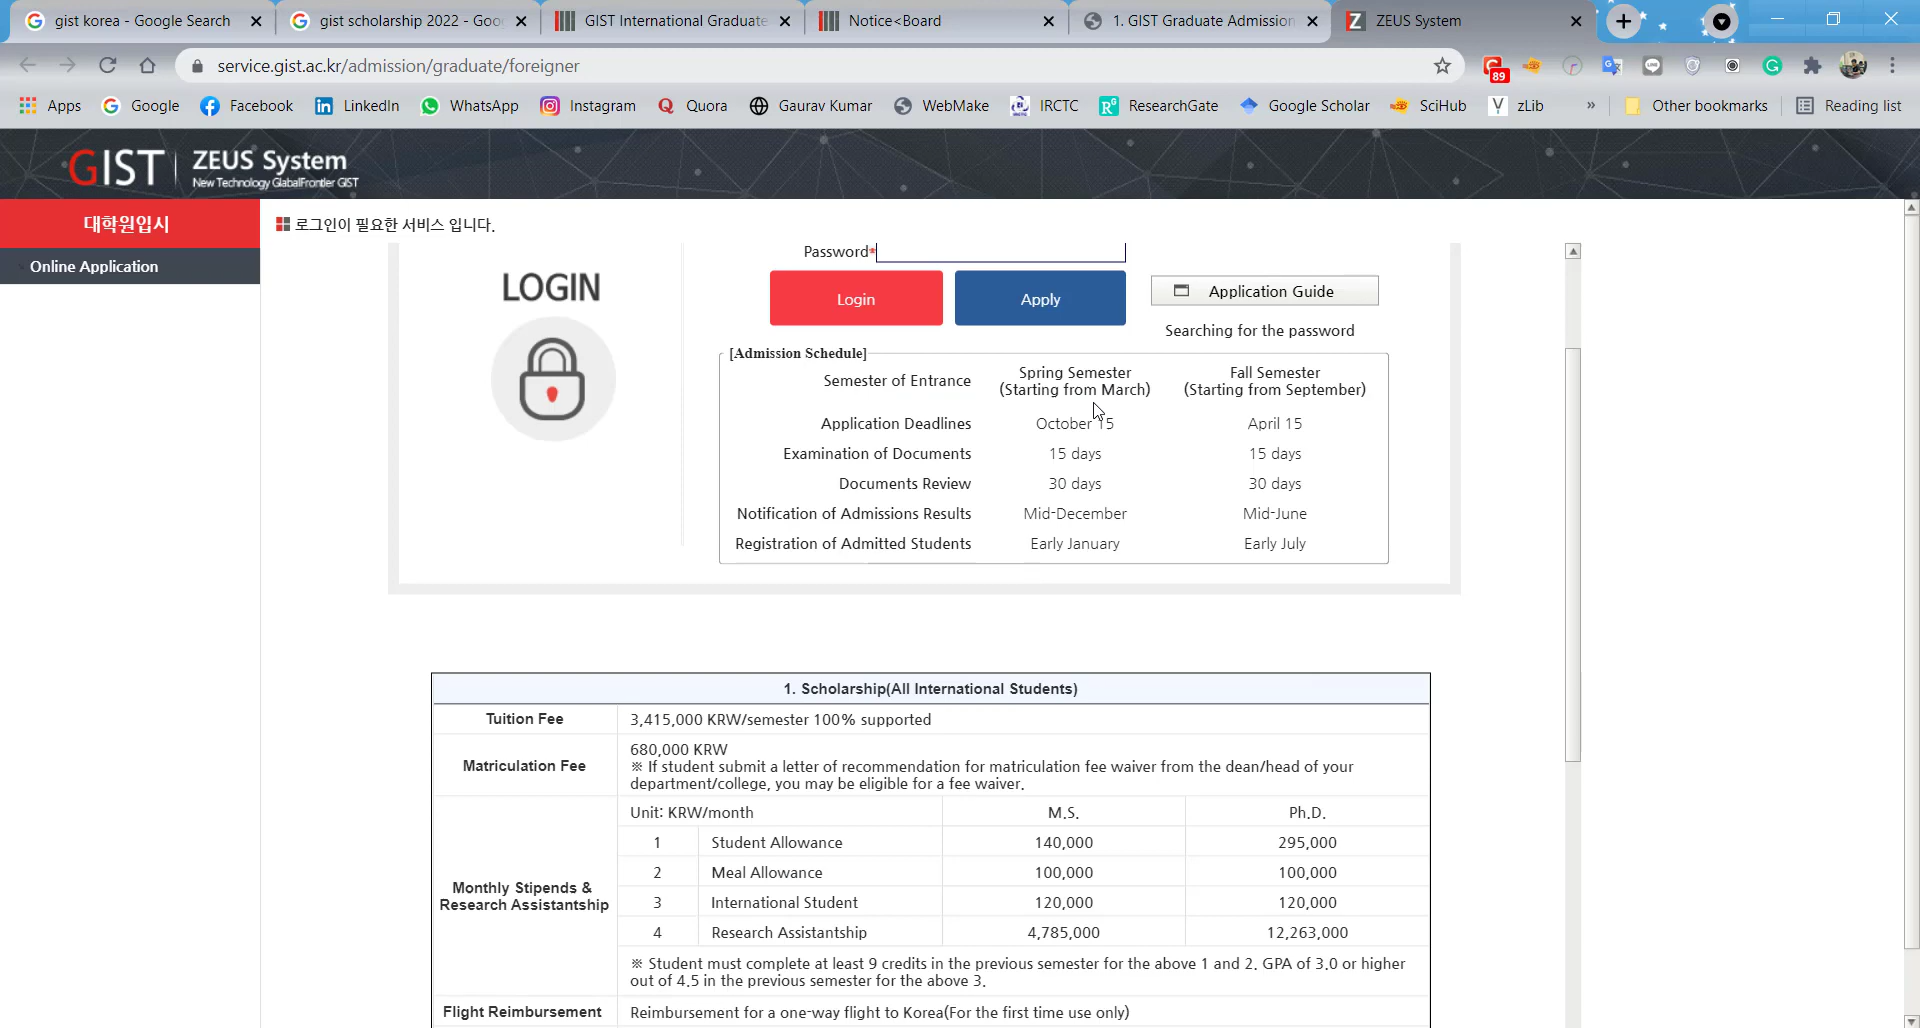 gist korea - Google Search
gist scholarship 2022 - Goo
GIST International Graduate
Notice<Board
1. GIST Graduate Admission
ZEUS System
service.gist.ac.kr/admission/graduate/foreigner
89
Apps
Google
Facebook
LinkedIn
WhatsApp
Instagram
Quora
Gaurav Kumar
WebMake
IRCTC
ResearchGate
Google Scholar
SciHub
zLib
»
Other bookmarks
Reading list
GIST
ZEUS System
New Technology GlabalFrontier GIST
대학원입시
로그인이 필요한 서비스 입니다.
Online Application
Password*
LOGIN
Login
Apply
Application Guide
Searching for the password
[Admission Schedule]
Semester of Entrance
Spring Semester
(Starting from March)
Fall Semester
(Starting from September)
Application Deadlines
October 15
April 15
Examination of Documents
15 days
15 days
Documents Review
30 days
30 days
Notification of Admissions Results
Mid-December
Mid-June
Registration of Admitted Students
Early January
Early July
1. Scholarship(All International Students)
Tuition Fee
3,415,000 KRW/semester 100% supported
Matriculation Fee
680,000 KRW
※ If student submit a letter of recommendation for matriculation fee waiver from the dean/head of your
department/college, you may be eligible for a fee waiver.
Monthly Stipends &
Research Assistantship
Unit: KRW/month
M.S.
Ph.D.
1
Student Allowance
140,000
295,000
2
Meal Allowance
100,000
100,000
3
International Student
120,000
120,000
4
Research Assistantship
4,785,000
12,263,000
※ Student must complete at least 9 credits in the previous semester for the above 1 and 2. GPA of 3.0 or higher
out of 4.5 in the previous semester for the above 3.
Flight Reimbursement
Reimbursement for a one-way flight to Korea(For the first time use only)